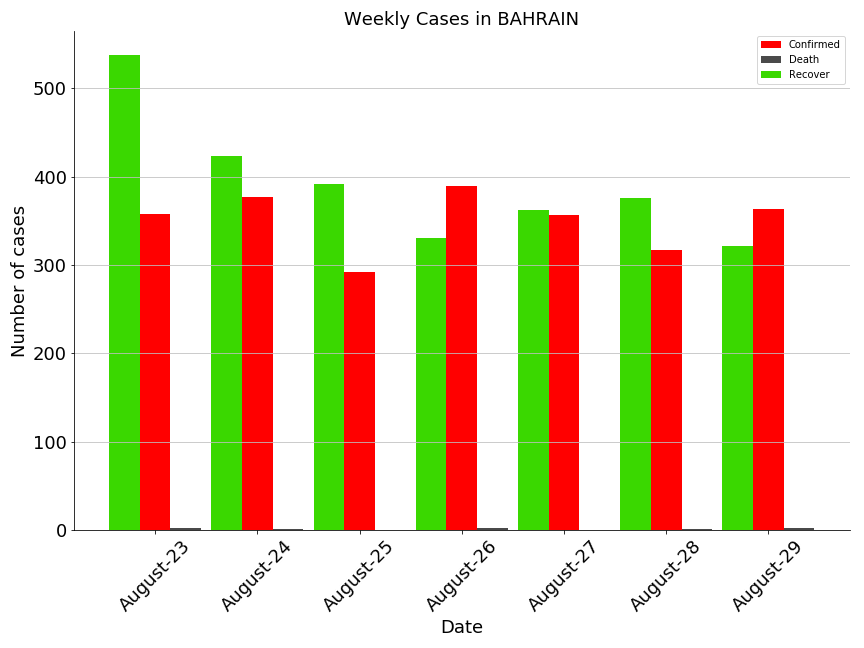 Weekly Cases in BAHRAIN
Confirmed
Death
Recover
Number of cases
500
400
300
200
100
0
August-23
August-24
August-25
August-26
August-27
August-28
August-29
Date